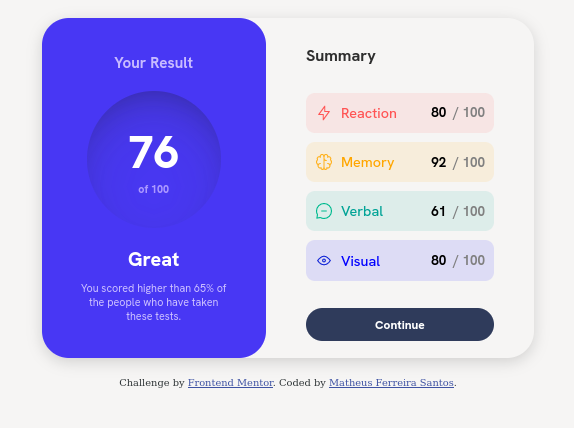 Your Result
76
of 100
Great
You scored higher than 65% of
the people who have taken
these tests.
Summary
Reaction 80 / 100
Memory 92 / 100
Verbal 61 / 100
Visual 80 / 100
Continue
Challenge by Frontend Mentor. Coded by Matheus Ferreira Santos.